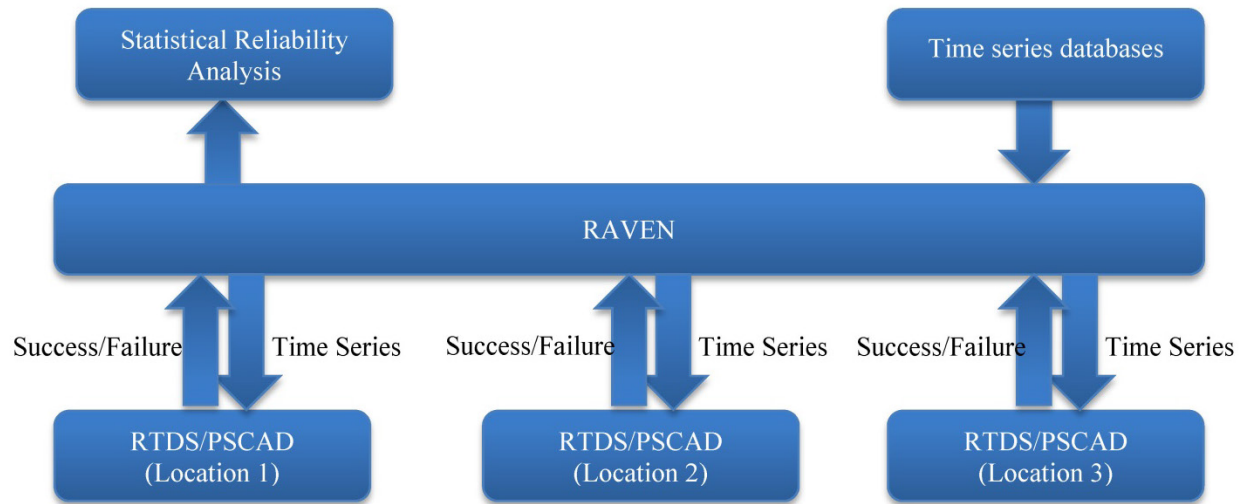 Statistical Reliability
Analysis
Time series databases
RAVEN
Success/Failure
Time Series
Success/Failure
Time Series
Success/Failure
Time Series
RTDS/PSCAD
(Location 1)
RTDS/PSCAD
(Location 2)
RTDS/PSCAD
(Location 3)